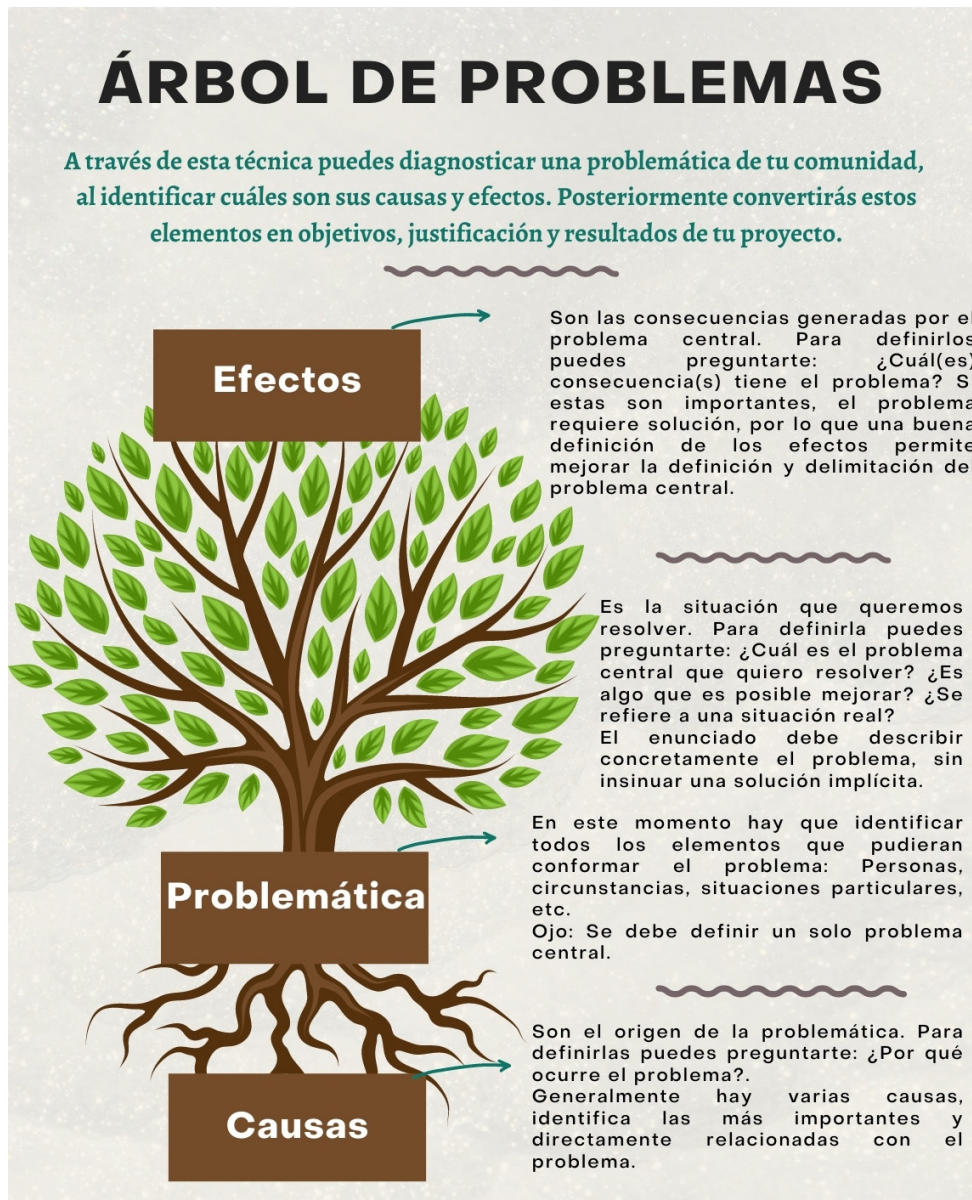 ÁRBOL DE PROBLEMAS
A través de esta técnica puedes diagnosticar una problemática de tu comunidad,
al identificar cuáles son sus causas y efectos. Posteriormente convertirás estos
elementos en objetivos, justificación y resultados de tu proyecto.
Efectos
Son las consecuencias generadas por el
problema central. Para definirlos
puedes preguntarte: ¿Cuál(es)
consecuencia(s) tiene el problema? Si
estas son importantes, el problema
requiere solución, por lo que una buena
definición de los efectos permite
mejorar la definición y delimitación del
problema central.
Es la situación que queremos
resolver. Para definirla puedes
preguntarte: ¿Cuál es el problema
central que quiero resolver? ¿Es
algo que es posible mejorar? ¿Se
refiere a una situación real?
El enunciado debe describir
concretamente el problema, sin
insinuar una solución implícita.
Problemática
En este momento hay que identificar
todos los elementos que pudieran
conformar el problema: Personas,
circunstancias, situaciones particulares,
etc.
Ojo: Se debe definir un solo problema
central.
Causas
Son el origen de la problemática. Para
definirlas puedes preguntarte: ¿Por qué
ocurre el problema?.
Generalmente hay varias causas,
identifica las más importantes y
directamente relacionadas con el
problema.